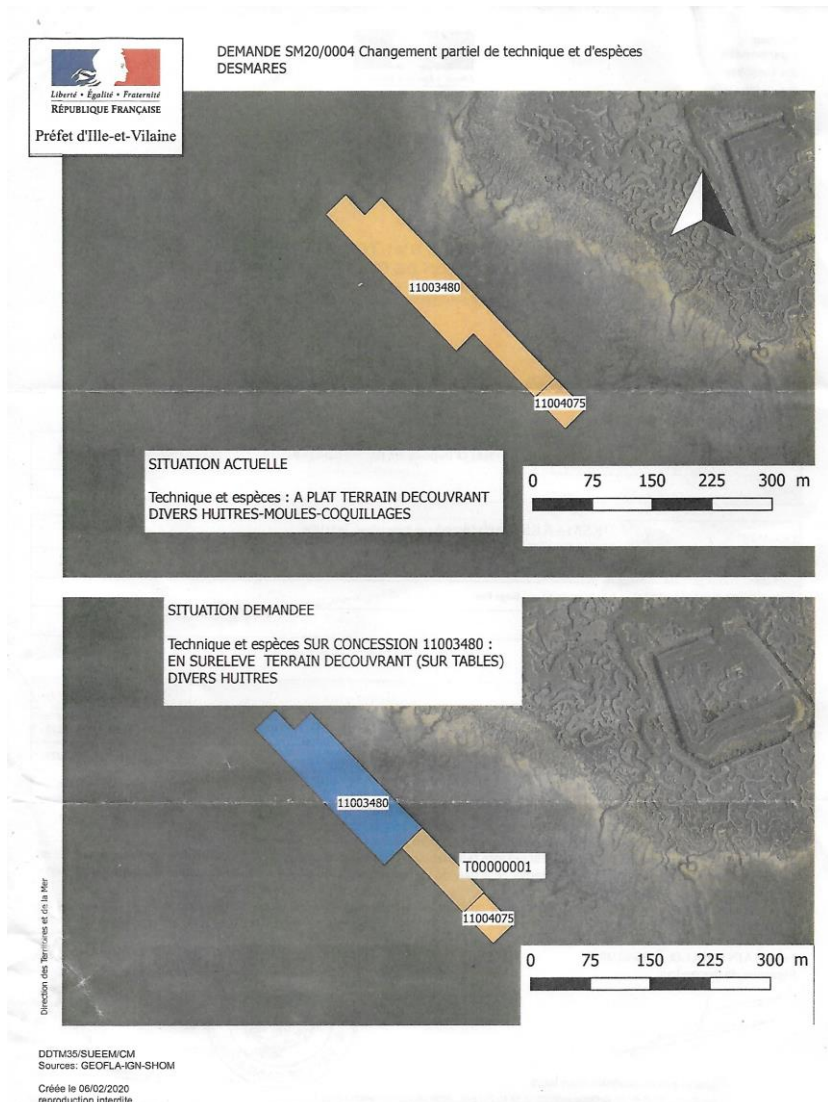 DEMANDE SM20/0004 Changement partiel de technique et d'espèces
DESMARES
Liberté • Égalité • Fraternité
RÉPUBLIQUE FRANÇAISE
Préfet d'Ille-et-Vilaine
11003480
11004075
SITUATION ACTUELLE
Technique et espèces : A PLAT TERRAIN DECOUVRANT
DIVERS HUITRES-MOULES-COQUILLAGES
0 75 150 225 300 m
SITUATION DEMANDEE
Technique et espèces SUR CONCESSION 11003480 :
EN SURELEVE TERRAIN DECOUVRANT (SUR TABLES)
DIVERS HUITRES
11003480
T00000001
11004075
0 75 150 225 300 m
Direction des Territoires et de la Mer
DDTM35/SUEEM/CM
Sources: GEOFLA-IGN-SHOM
Créée le 06/02/2020
reproduction interdite